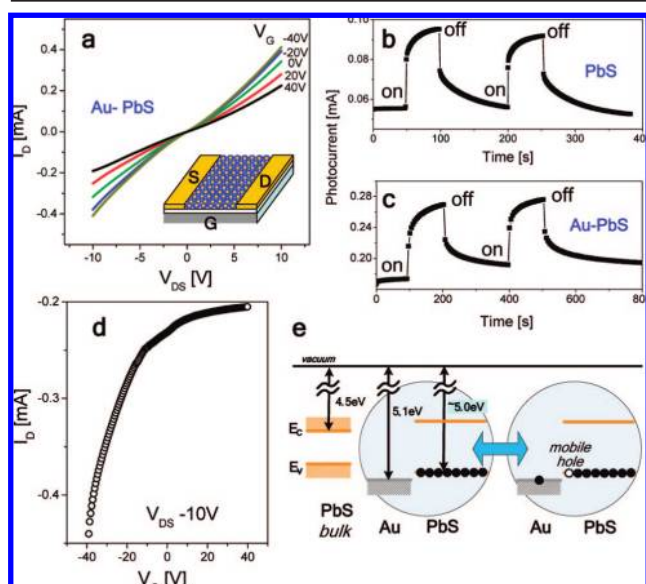 a
V_G
-40V
-20V
0V
20V
40V
Au- PbS
S
D
G
I_D [mA]
0.4
0.2
0.0
-0.2
-0.4
-10
-5
0
5
10
V_DS [V]
b
off
off
PbS
on
on
0.10
0.08
0.06
0
100
200
300
400
Time [s]
Photocurrent [mA]
c
off
off
Au-PbS
on
on
0.28
0.24
0.20
0
200
400
600
800
Time [s]
d
I_D [mA]
-0.2
-0.3
-0.4
V_DS -10V
-40
-20
0
20
40
e
vacuum
4.5eV
5.1eV
~5.0eV
E_C
E_V
mobile
hole
PbS
bulk
Au
PbS
Au
PbS